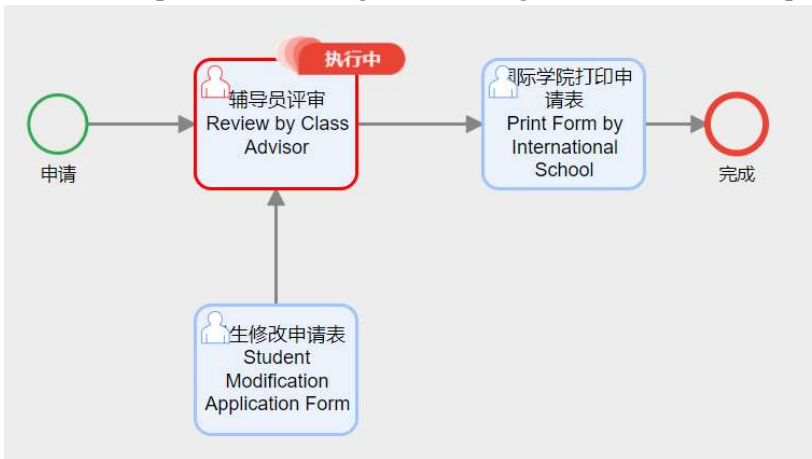 执行中
辅导员评审
Review by Class
Advisor
际学院打印申
请表
Print Form by
International
School
申请
完成
生修改申请表
Student
Modification
Application Form